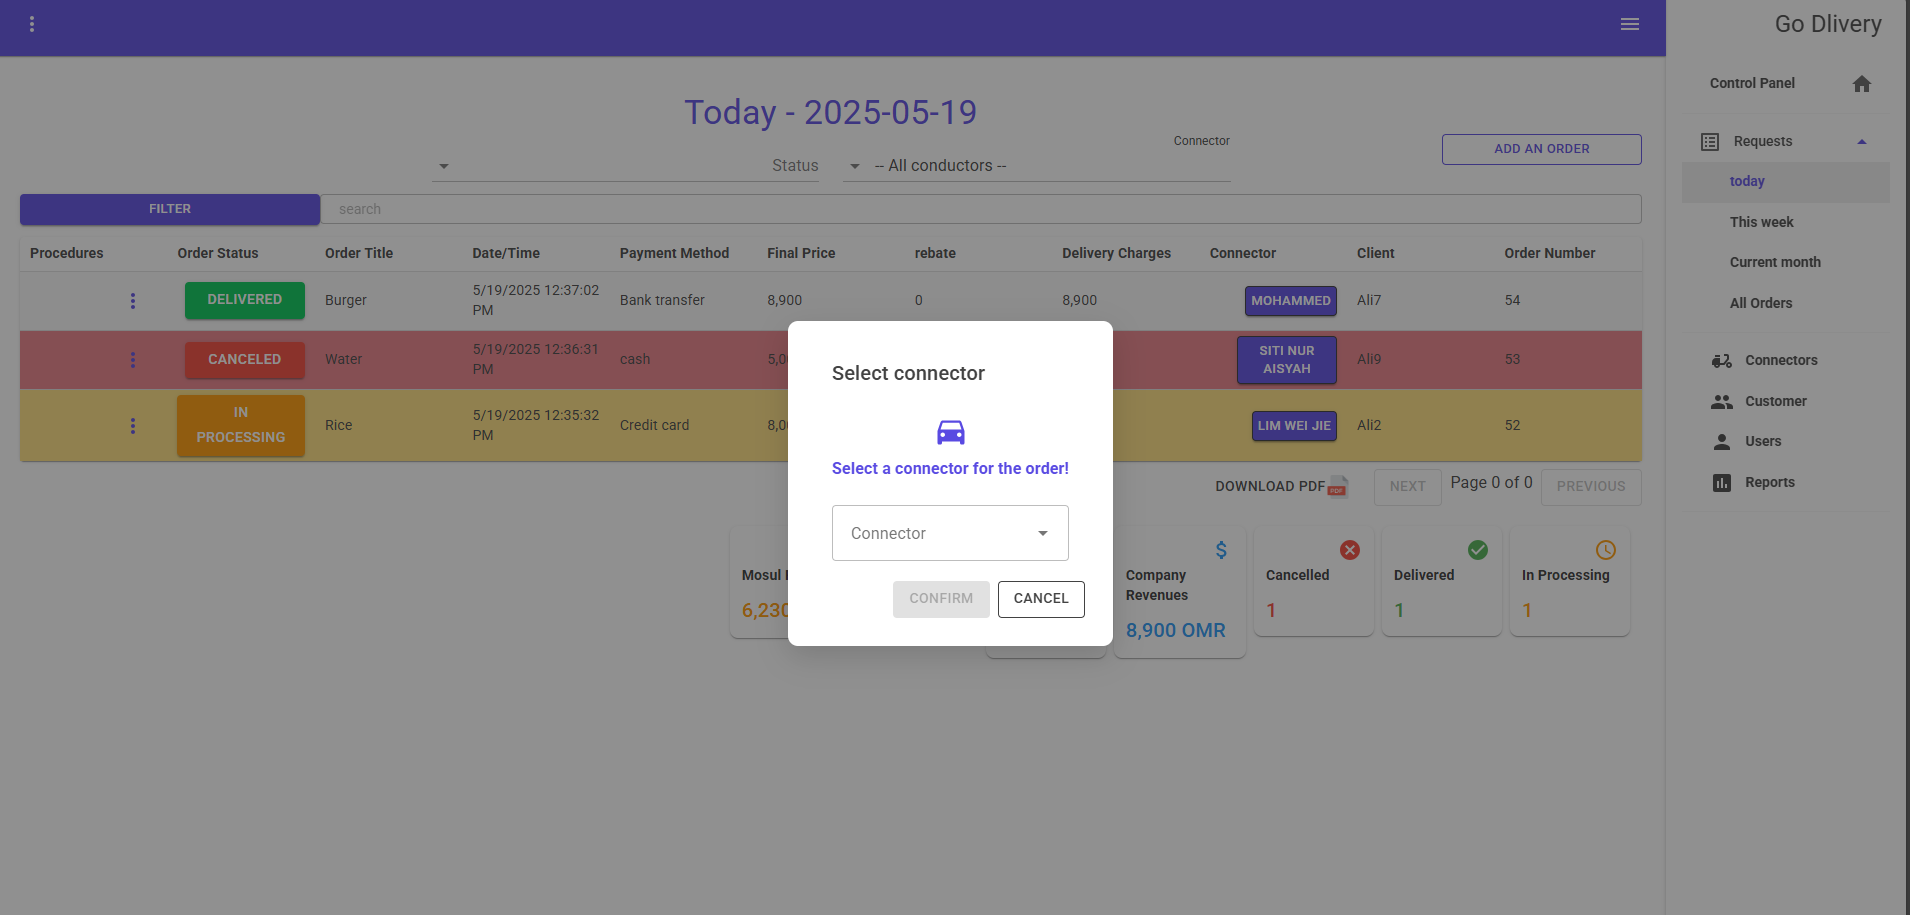 Go Dlivery
Control Panel
Requests
today
This week
Current month
All Orders
Connectors
Customer
Users
Reports
Today - 2025-05-19
Connector
Status
-- All conductors --
ADD AN ORDER
FILTER
search
Procedures Order Status Order Title Date/Time Payment Method Final Price rebate Delivery Charges Connector Client Order Number
DELIVERED Burger 5/19/2025 12:37:02 PM Bank transfer 8,900 0 8,900 MOHAMMED Ali7 54
CANCELED Water 5/19/2025 12:36:31 PM cash SITI NUR AISYAH Ali9 53
IN PROCESSING Rice 5/19/2025 12:35:32 PM Credit card LIM WEI JIE Ali2 52
DOWNLOAD PDF
PDF
NEXT
Page 0 of 0
PREVIOUS
Mosul
6,230
Company
Revenues
8,900 OMR
Cancelled
1
Delivered
1
In Processing
1
Select connector
Select a connector for the order!
Connector
CONFIRM
CANCEL